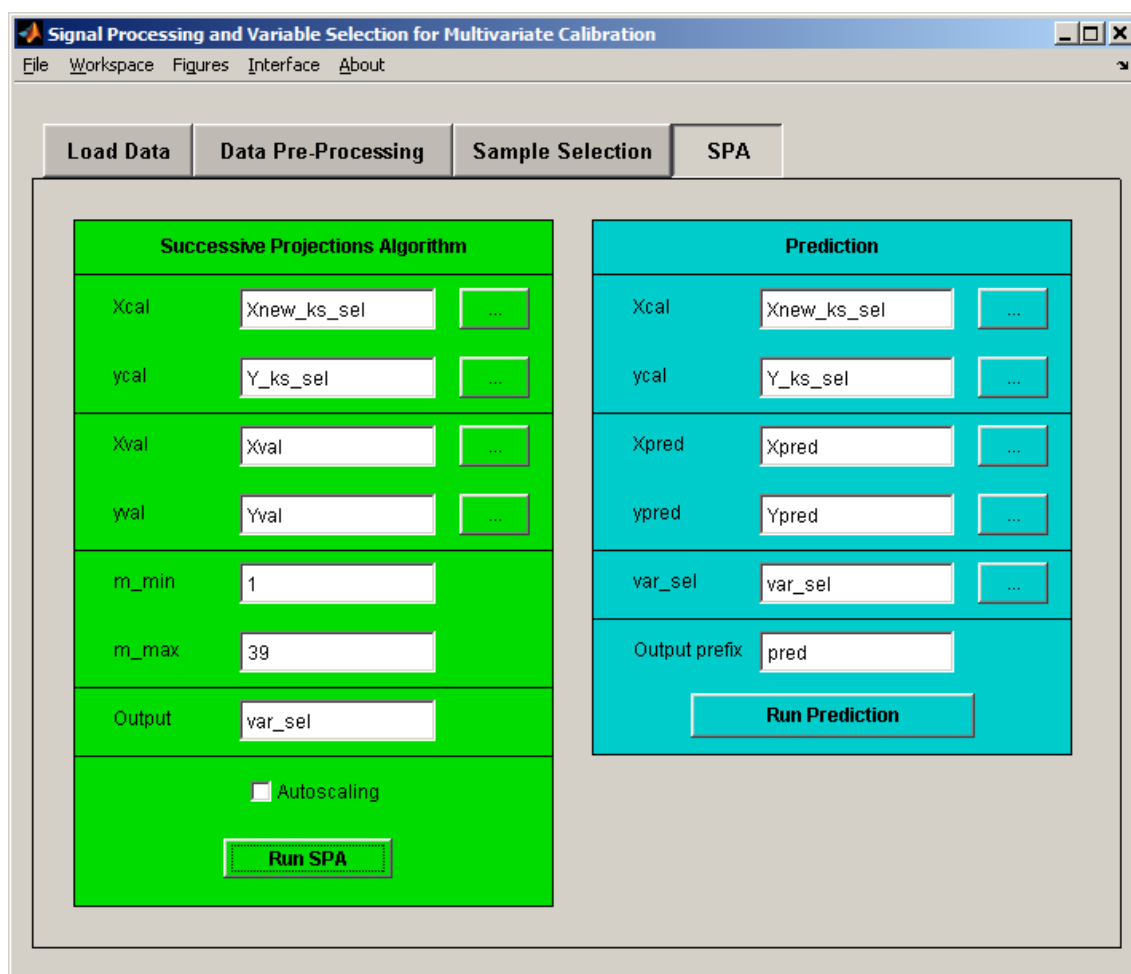 Signal Processing and Variable Selection for Multivariate Calibration
File Workspace Figures Interface About
Load Data Data Pre-Processing Sample Selection SPA
Successive Projections Algorithm
Xcal Xnew_ks_sel ...
ycal Y_ks_sel ...
Xval Xval ...
yval Yval ...
m_min 1
m_max 39
Output var_sel
Autoscaling
Run SPA
Prediction
Xcal Xnew_ks_sel ...
ycal Y_ks_sel ...
Xpred Xpred ...
ypred Ypred ...
var_sel var_sel ...
Output prefix pred
Run Prediction